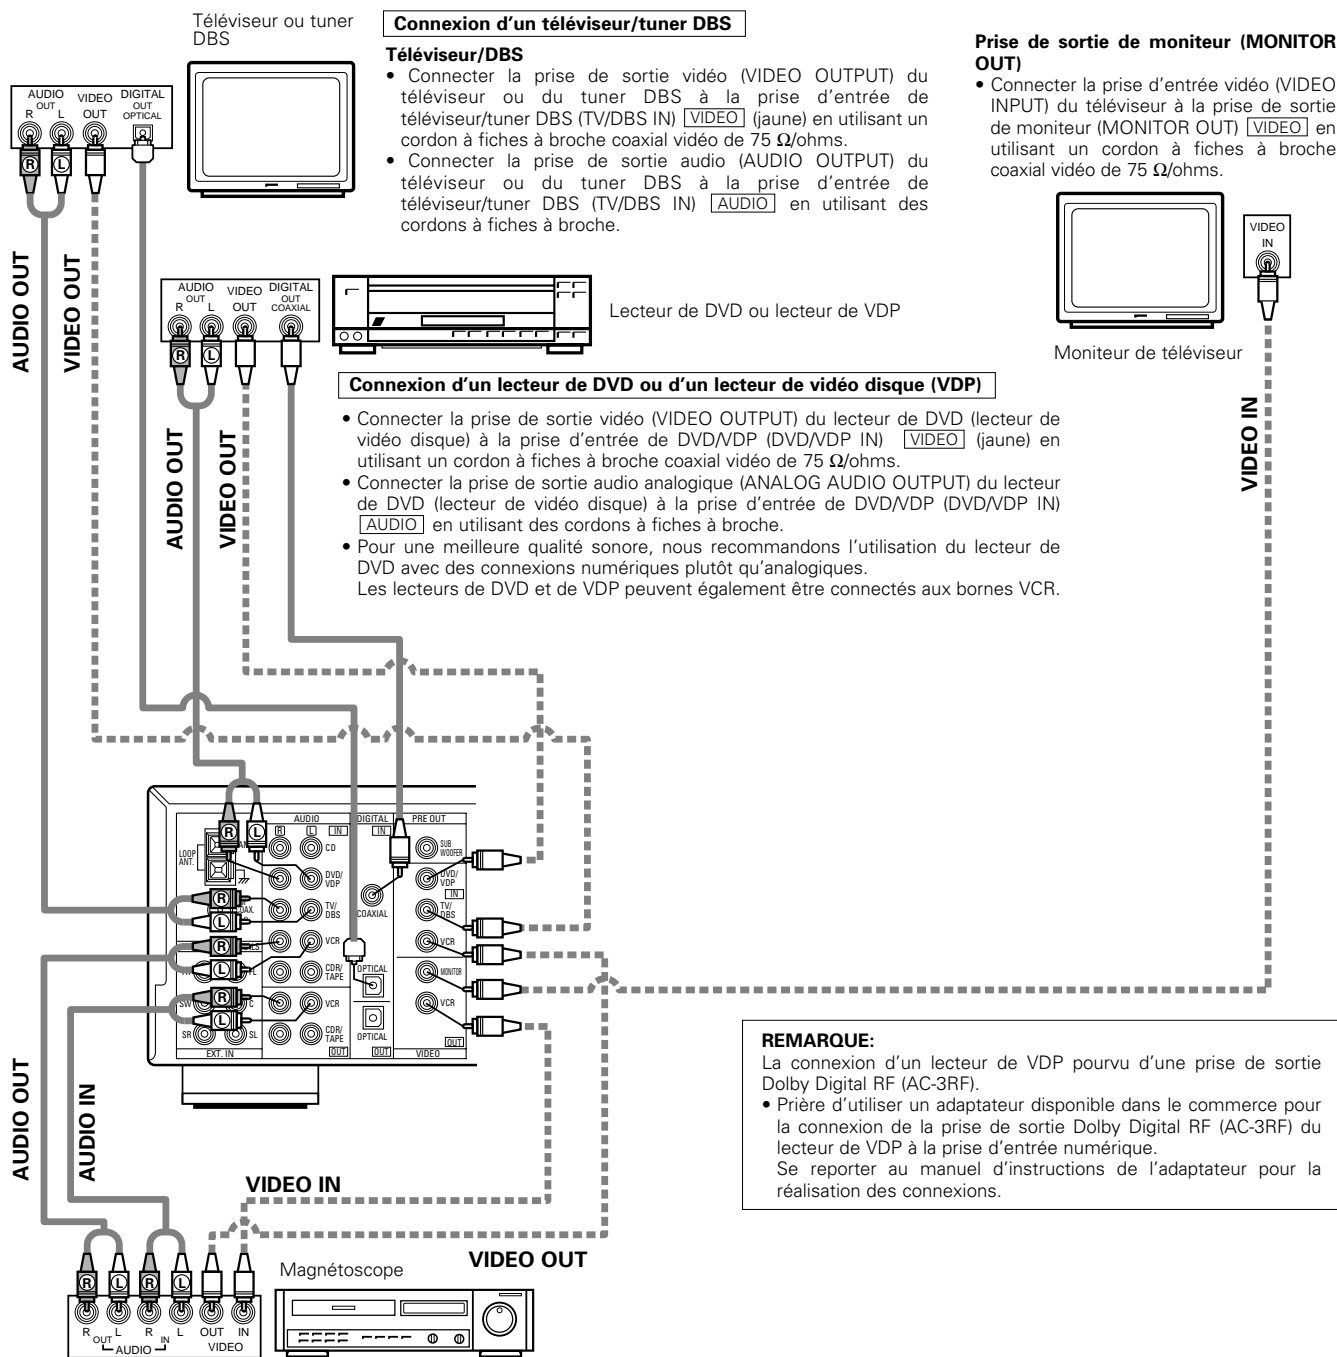 Téléviseur ou tuner
DBS
Connexion d'un téléviseur/tuner DBS
Téléviseur/DBS
• Connecter la prise de sortie vidéo (VIDEO OUTPUT) du
téléviseur ou du tuner DBS à la prise d'entrée de
téléviseur/tuner DBS (TV/DBS IN) VIDEO (jaune) en utilisant un
cordon à fiches à broche coaxial vidéo de 75 Ω/ohms.
• Connecter la prise de sortie audio (AUDIO OUTPUT) du
téléviseur ou du tuner DBS à la prise d'entrée de
téléviseur/tuner DBS (TV/DBS IN) AUDIO en utilisant des
cordons à fiches à broche.
Prise de sortie de moniteur (MONITOR
OUT)
• Connecter la prise d'entrée vidéo (VIDEO
INPUT) du téléviseur à la prise de sortie
de moniteur (MONITOR OUT) VIDEO en
utilisant un cordon à fiches à broche
coaxial vidéo de 75 Ω/ohms.
AUDIO VIDEO DIGITAL
OUT OUT
R L OUT OPTICAL
R L
AUDIO OUT
VIDEO OUT
VIDEO
IN
Moniteur de téléviseur
VIDEO IN
AUDIO VIDEO DIGITAL
OUT OUT
R L OUT COAXIAL
R L
AUDIO OUT
VIDEO OUT
Lecteur de DVD ou lecteur de VDP
Connexion d'un lecteur de DVD ou d'un lecteur de vidéo disque (VDP)
• Connecter la prise de sortie vidéo (VIDEO OUTPUT) du lecteur de DVD (lecteur de
vidéo disque) à la prise d'entrée de DVD/VDP (DVD/VDP IN) VIDEO (jaune) en
utilisant un cordon à fiches à broche coaxial vidéo de 75 Ω/ohms.
• Connecter la prise de sortie audio analogique (ANALOG AUDIO OUTPUT) du lecteur
de DVD (lecteur de vidéo disque) à la prise d'entrée de DVD/VDP (DVD/VDP IN)
AUDIO en utilisant des cordons à fiches à broche.
• Pour une meilleure qualité sonore, nous recommandons l'utilisation du lecteur de
DVD avec des connexions numériques plutôt qu'analogiques.
Les lecteurs de DVD et de VDP peuvent également être connectés aux bornes VCR.
AUDIO DIGITAL PRE OUT
R L IN IN
R L
LOOP
ANT.
CD
SUB
WOOFER
DVD/
VDP
DVD/
VDP
IN
R
COAXIAL
TV/
DBS
TV/
DBS
L
R
VCR
VCR
L
CDR/
TAPE
OPTICAL
MONITOR
SW
R
C
VCR
VCR
L
SR
SL
CDR/
TAPE
OPTICAL
OUT
EXT. IN
OUT
OUT
VIDEO
AUDIO OUT
AUDIO IN
VIDEO IN
VIDEO OUT
REMARQUE:
La connexion d'un lecteur de VDP pourvu d'une prise de sortie
Dolby Digital RF (AC-3RF).
• Prière d'utiliser un adaptateur disponible dans le commerce pour
la connexion de la prise de sortie Dolby Digital RF (AC-3RF) du
lecteur de VDP à la prise d'entrée numérique.
Se reporter au manuel d'instructions de l'adaptateur pour la
réalisation des connexions.
Magnétoscope
R L R L
R L R L OUT IN
OUT IN
AUDIO VIDEO